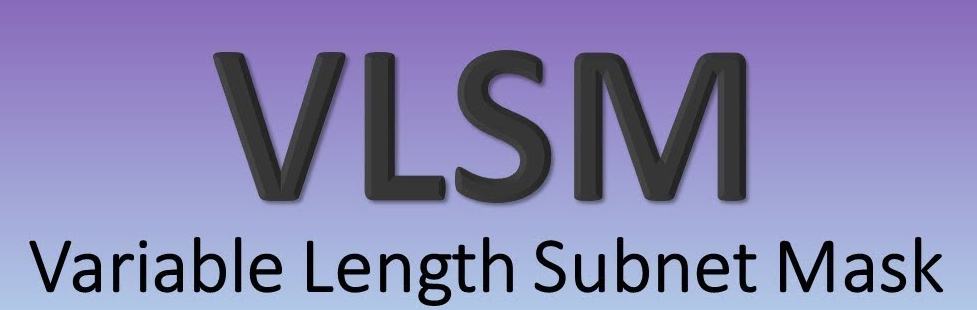 VLSM
Variable Length Subnet Mask